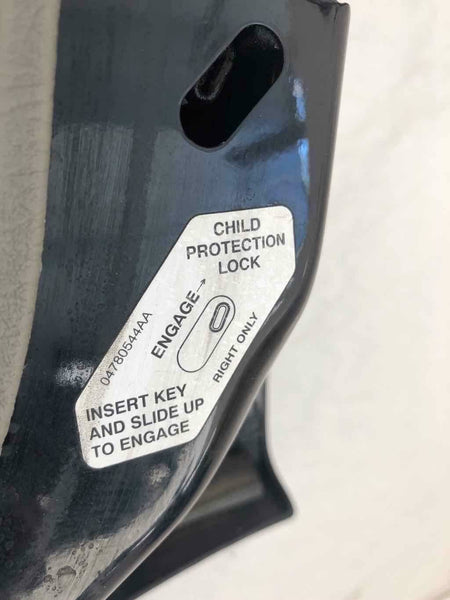 CHILD
PROTECTION
LOCK
ENGAGE→
04780544AA
RIGHT ONLY
INSERT KEY
AND SLIDE UP
TO ENGAGE